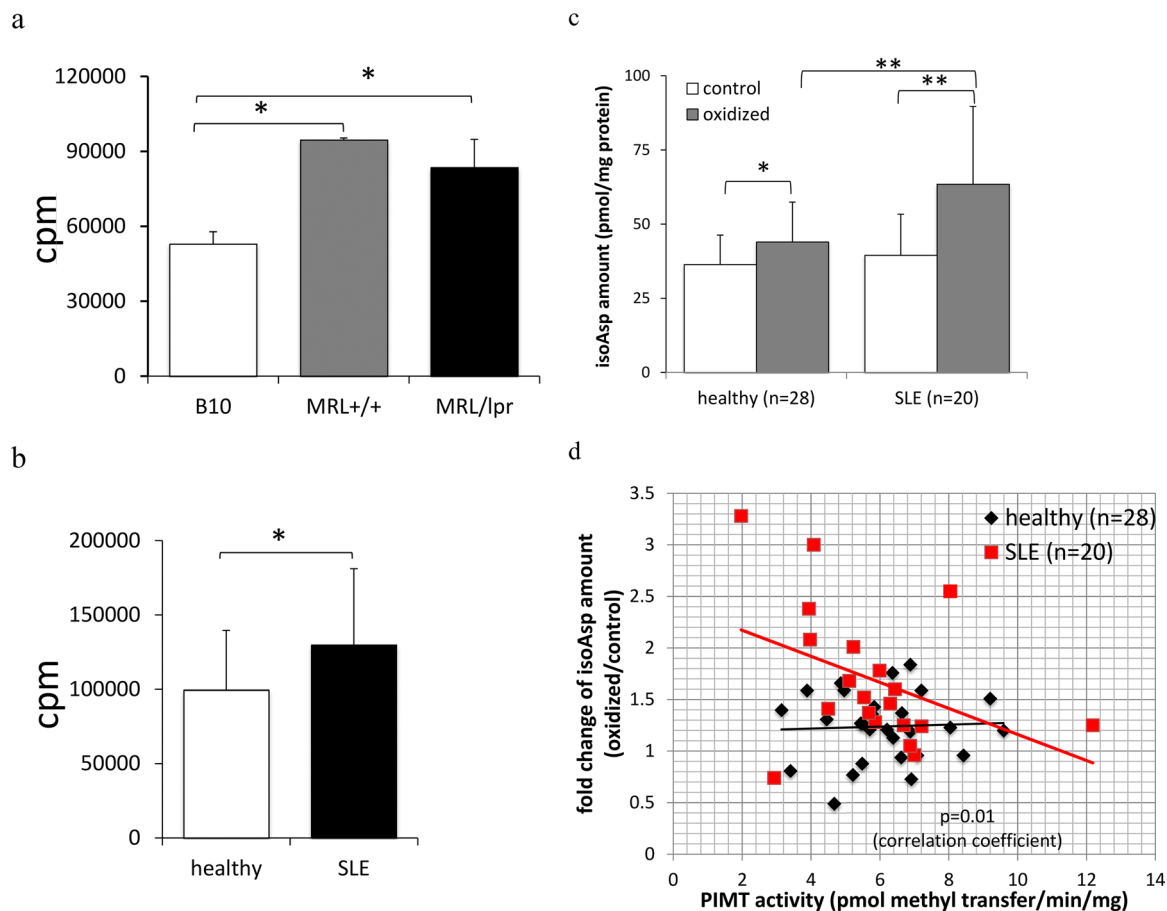 a
cpm
120000
90000
60000
30000
0
*
*
B10
MRL+/+
MRL/lpr
b
cpm
200000
150000
100000
50000
0
*
healthy
SLE
c
isoAsp amount (pmol/mg protein)
100
75
50
25
0
control
oxidized
*
**
**
healthy (n=28)
SLE (n=20)
d
fold change of isoAsp amount
(oxidized/control)
3.5
3
2.5
2
1.5
1
0.5
0
healthy (n=28)
SLE (n=20)
p=0.01
(correlation coefficient)
0 2 4 6 8 10 12 14
PIMT activity (pmol methyl transfer/min/mg)